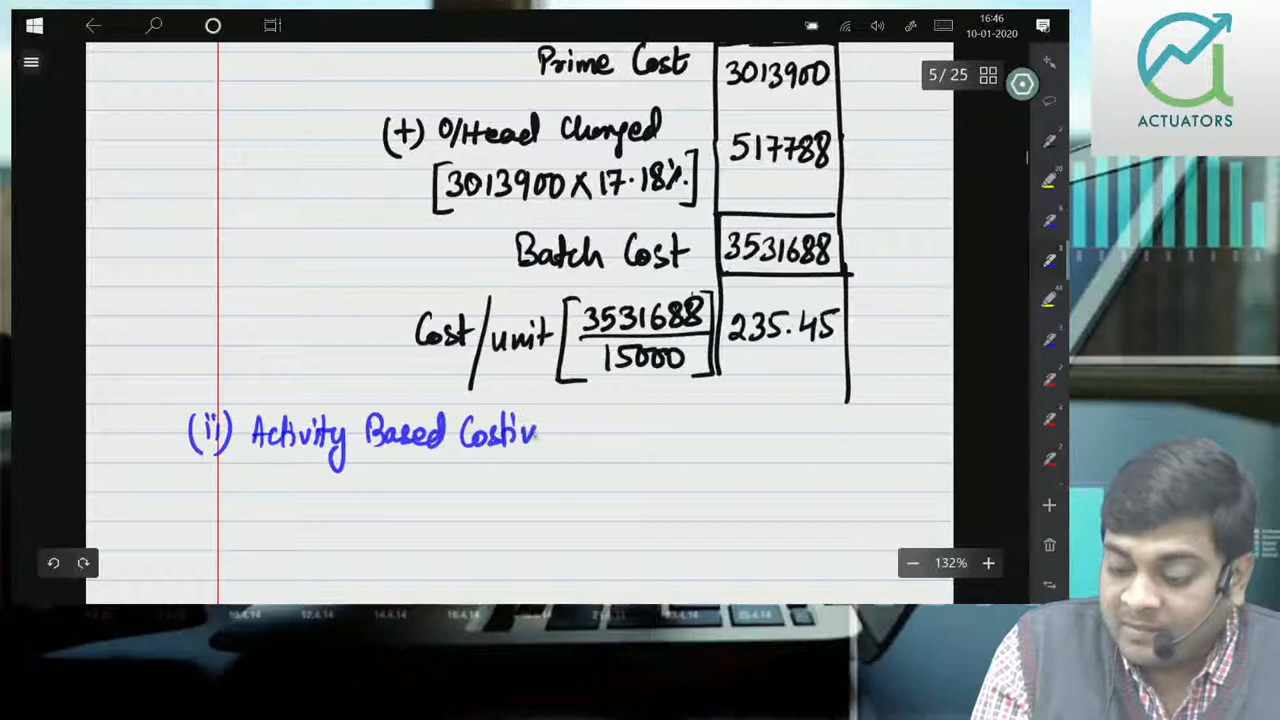 16:46
10-01-2020
5 / 25
ACTUATORS
Prime Cost 3013900
(+) O/Head Charged 517788
[3013900 X 17.18%.]
Batch Cost 3531688
Cost/unit [3531688/15000] 235.45
(ii) Activity Based Costin
132%